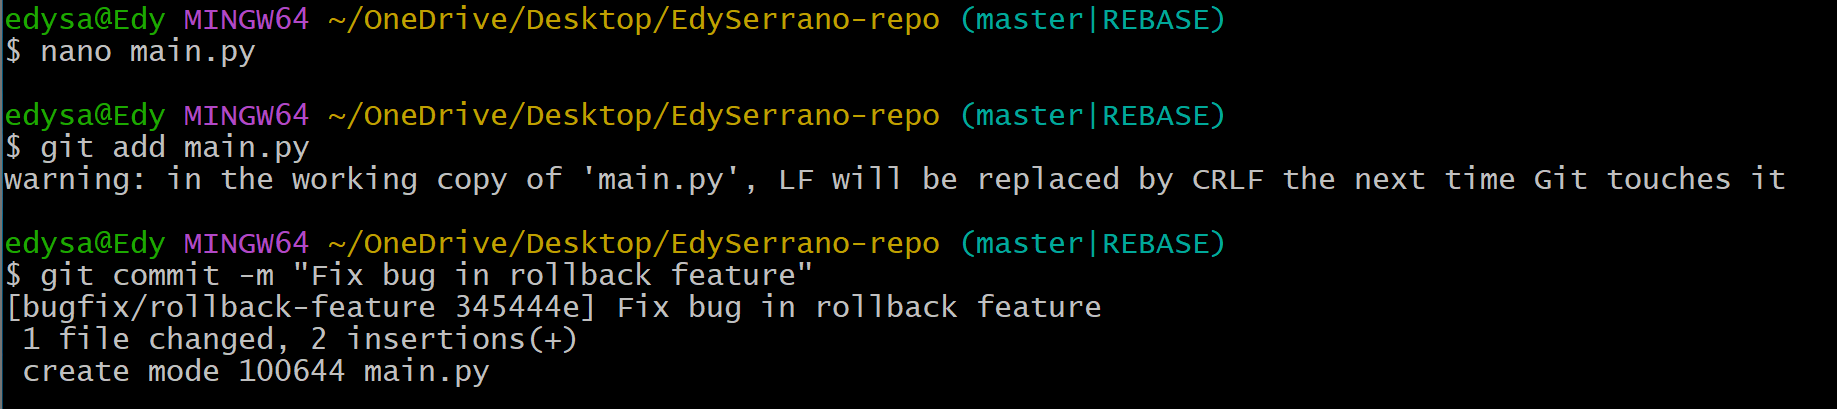 edysa@Edy MINGW64 ~/OneDrive/Desktop/EdySerrano-repo (master|REBASE)
$ nano main.py
edysa@Edy MINGW64 ~/OneDrive/Desktop/EdySerrano-repo (master|REBASE)
$ git add main.py
warning: in the working copy of 'main.py', LF will be replaced by CRLF the next time Git touches it
edysa@Edy MINGW64 ~/OneDrive/Desktop/EdySerrano-repo (master|REBASE)
$ git commit -m "Fix bug in rollback feature"
[bugfix/rollback-feature 345444e] Fix bug in rollback feature
 1 file changed, 2 insertions(+)
 create mode 100644 main.py